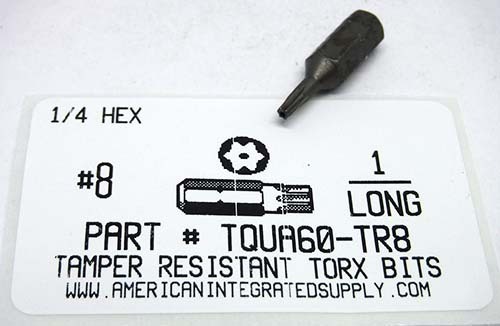 1/4 HEX
#8
1
LONG
PART # TQUA60-TR8
TAMPER RESISTANT TORX BITS
WWW.AMERICANINTEGRATEDSUPPLY.COM